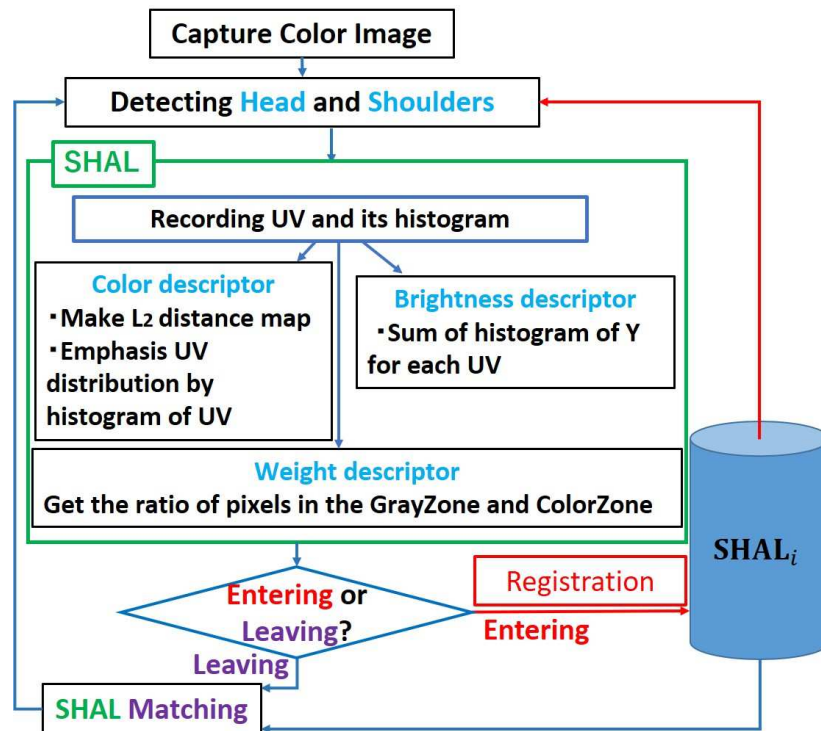 Capture Color Image
Detecting Head and Shoulders
SHAL
Recording UV and its histogram
Color descriptor
・Make L2 distance map
・Emphasis UV
distribution by
histogram of UV
Brightness descriptor
・Sum of histogram of Y
for each UV
Weight descriptor
Get the ratio of pixels in the GrayZone and ColorZone
SHALi
Registration
Entering or
Leaving?
Entering
Leaving
SHAL Matching